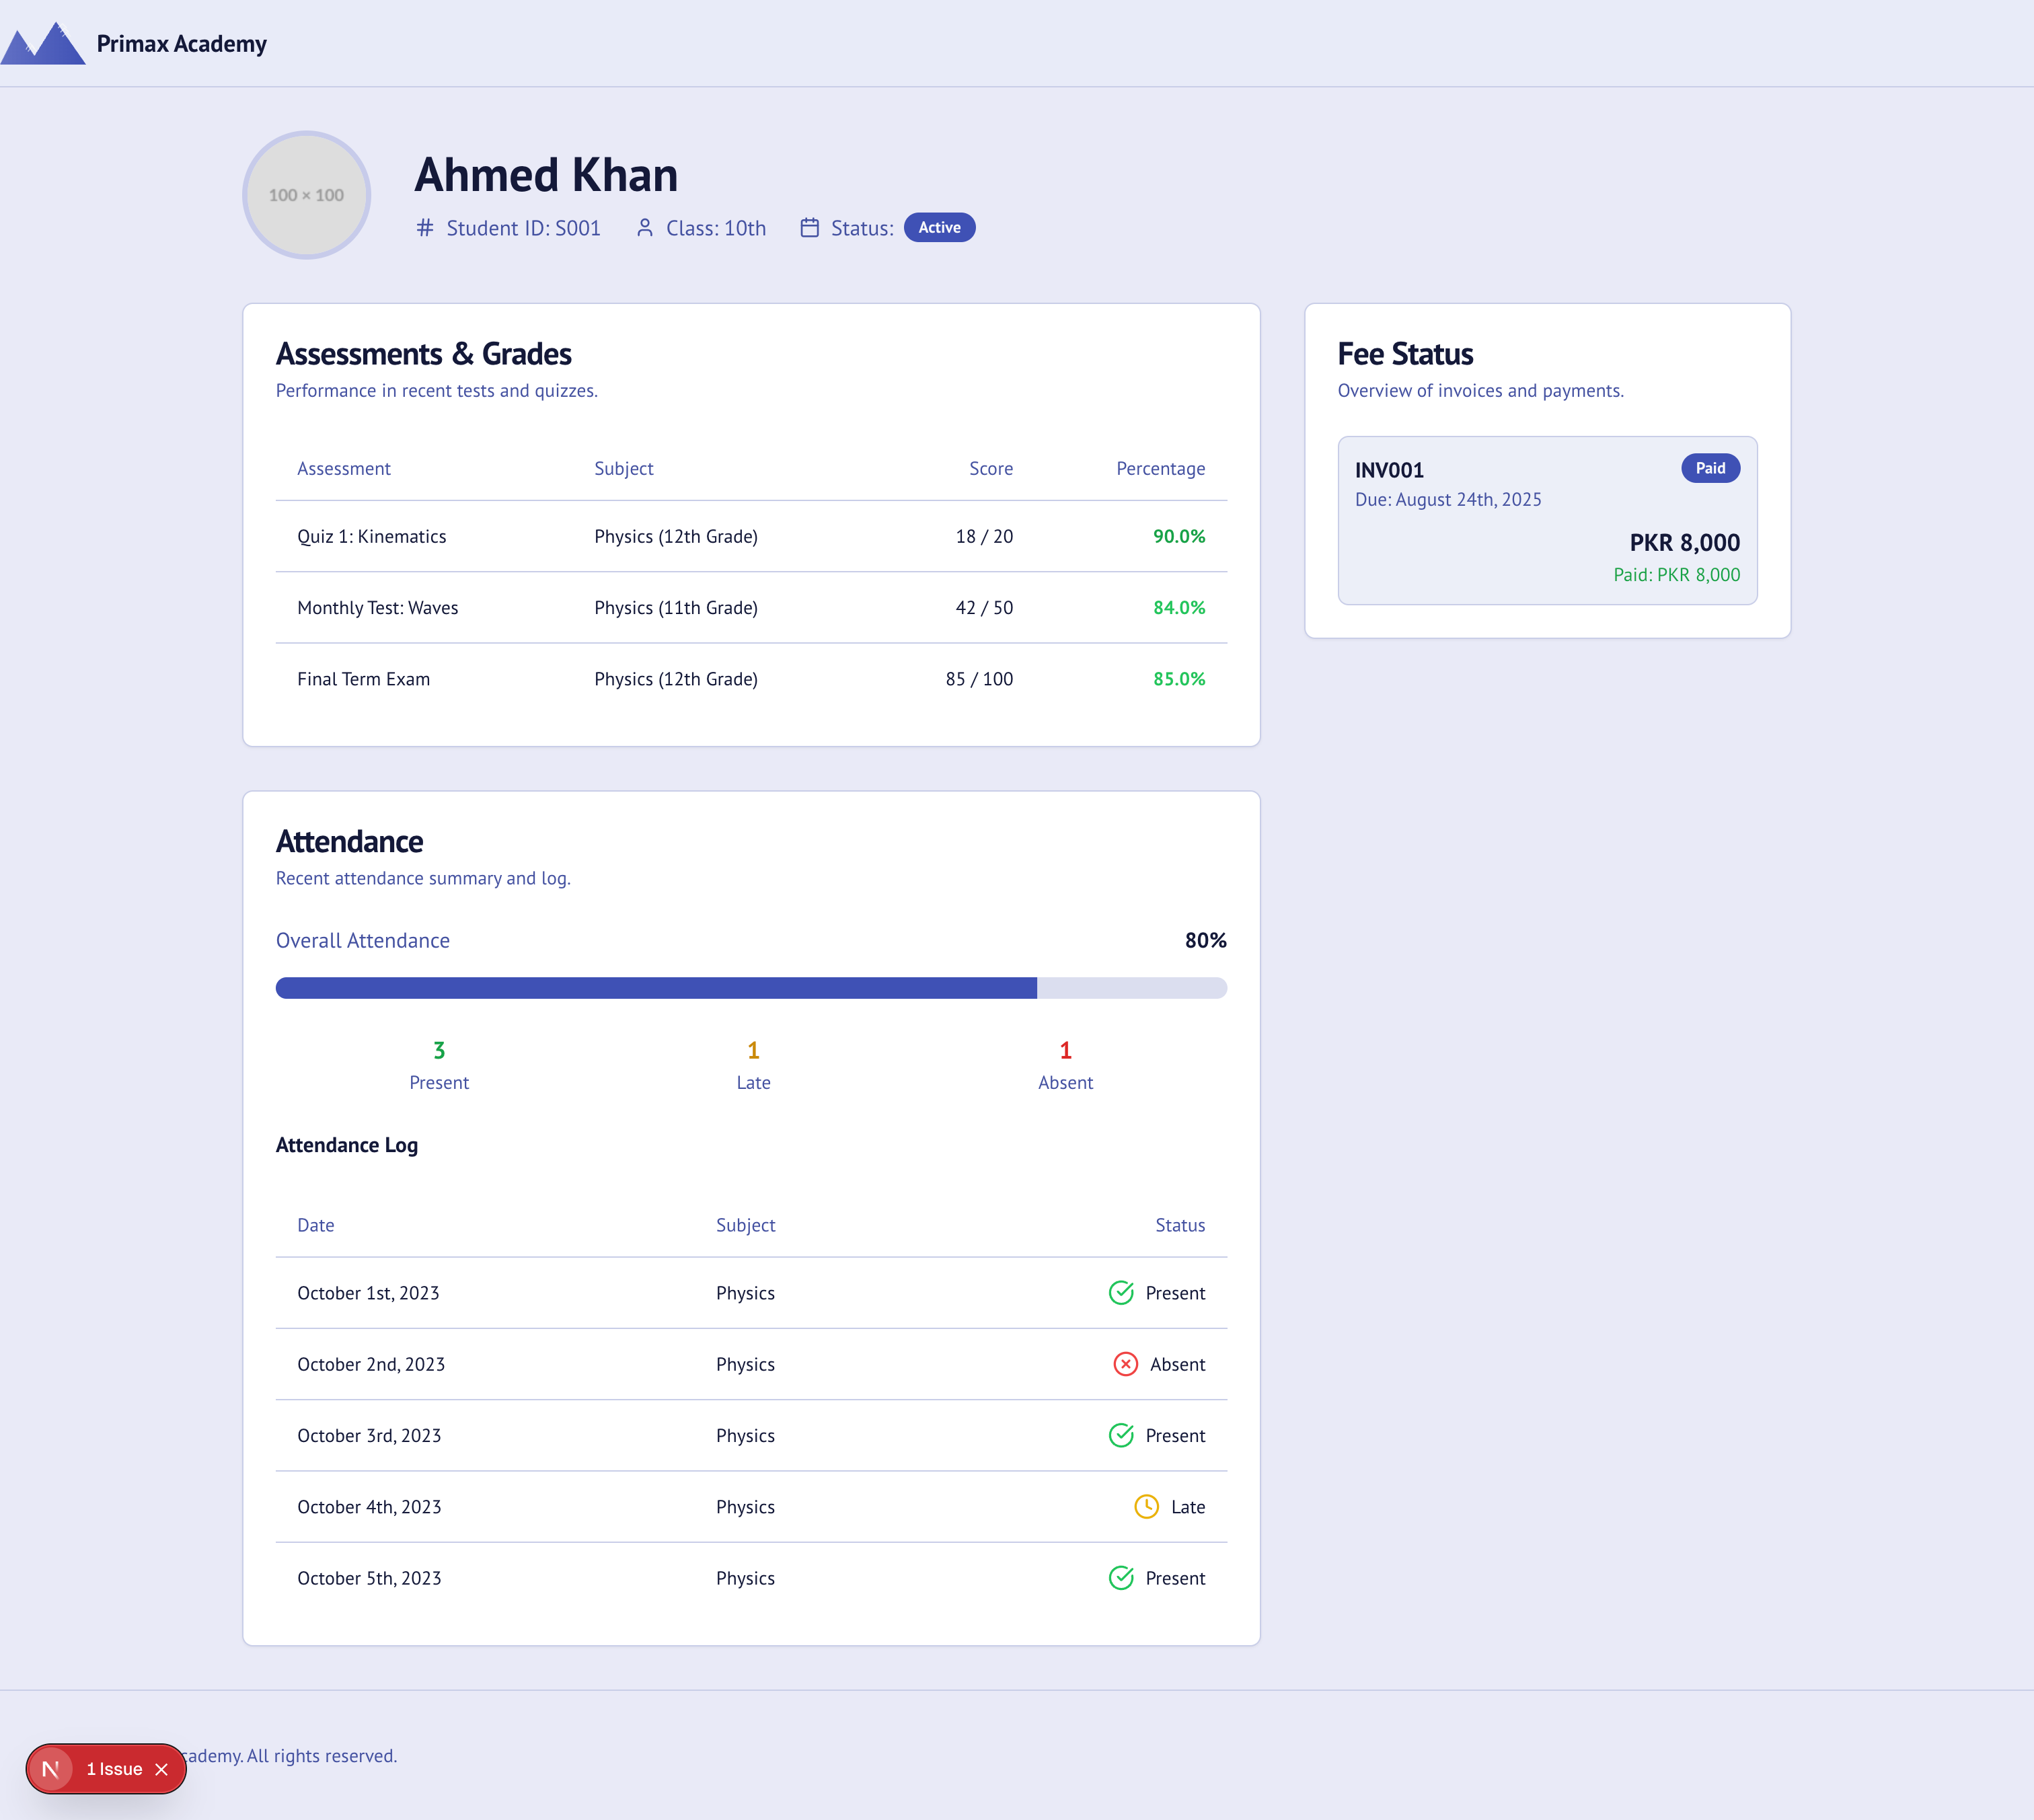 Primax Academy
100 × 100
Ahmed Khan
Student ID: S001 Class: 10th Status: Active
Assessments & Grades
Performance in recent tests and quizzes.
Assessment Subject Score Percentage
Quiz 1: Kinematics Physics (12th Grade) 18 / 20 90.0%
Monthly Test: Waves Physics (11th Grade) 42 / 50 84.0%
Final Term Exam Physics (12th Grade) 85 / 100 85.0%
Fee Status
Overview of invoices and payments.
INV001 Paid
Due: August 24th, 2025
PKR 8,000
Paid: PKR 8,000
Attendance
Recent attendance summary and log.
Overall Attendance 80%
3 1 1
Present Late Absent
Attendance Log
Date Subject Status
October 1st, 2023 Physics Present
October 2nd, 2023 Physics Absent
October 3rd, 2023 Physics Present
October 4th, 2023 Physics Late
October 5th, 2023 Physics Present
cademy. All rights reserved.
N 1 Issue